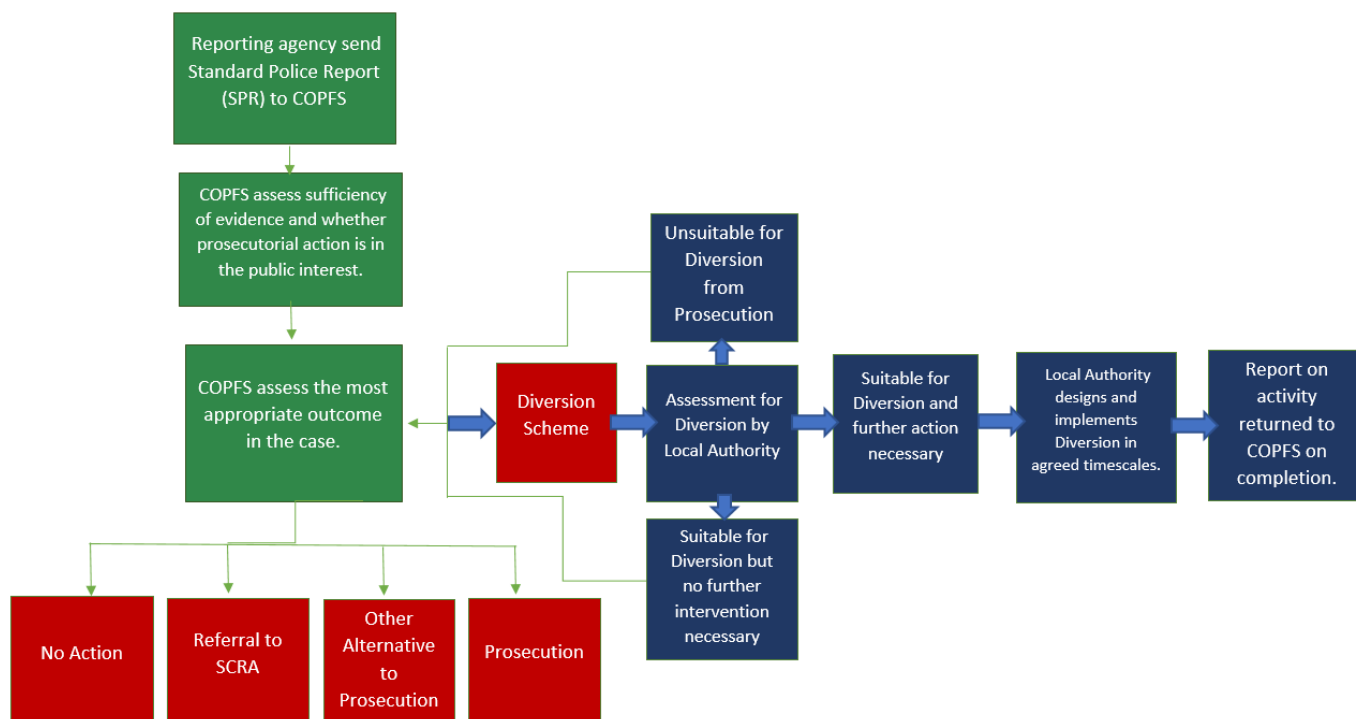 Reporting agency send
Standard Police Report
(SPR) to COPFS
COPFS assess sufficiency
of evidence and whether
prosecutorial action is in
the public interest.
COPFS assess the most
appropriate outcome
in the case.
No Action
Referral to
SCRA
Other
Alternative
to
Prosecution
Prosecution
Diversion
Scheme
Assessment for
Diversion by Local
Authority
Unsuitable for
Diversion
from
Prosecution
Suitable for
Diversion but
no further
intervention
necessary
Suitable for
Diversion and
further action
necessary
Local Authority
designs and
implements
Diversion in
agreed timescales.
Report on
activity
returned to
COPFS on
completion.